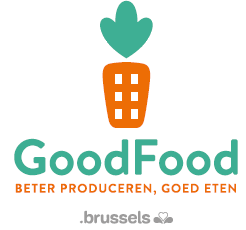 GoodFood
BETER PRODUCEREN, GOED ETEN
.brussels